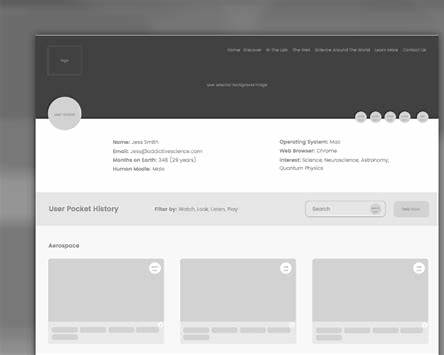 logo
Home Discover In The Lab The Web Science Around The World Learn More Contact Us
user selected background image
Name: Jess Smith
Email: Jess@addictivescience.com
Months on Earth: 348 (29 years)
Human Mode: Male
Operating System: Mac
Web Browser: Chrome
Interest: Science, Neuroscience, Astronomy,
Quantum Physics
User Pocket History
Filter by: Watch, Look, Listen, Play
Search
Aerospace